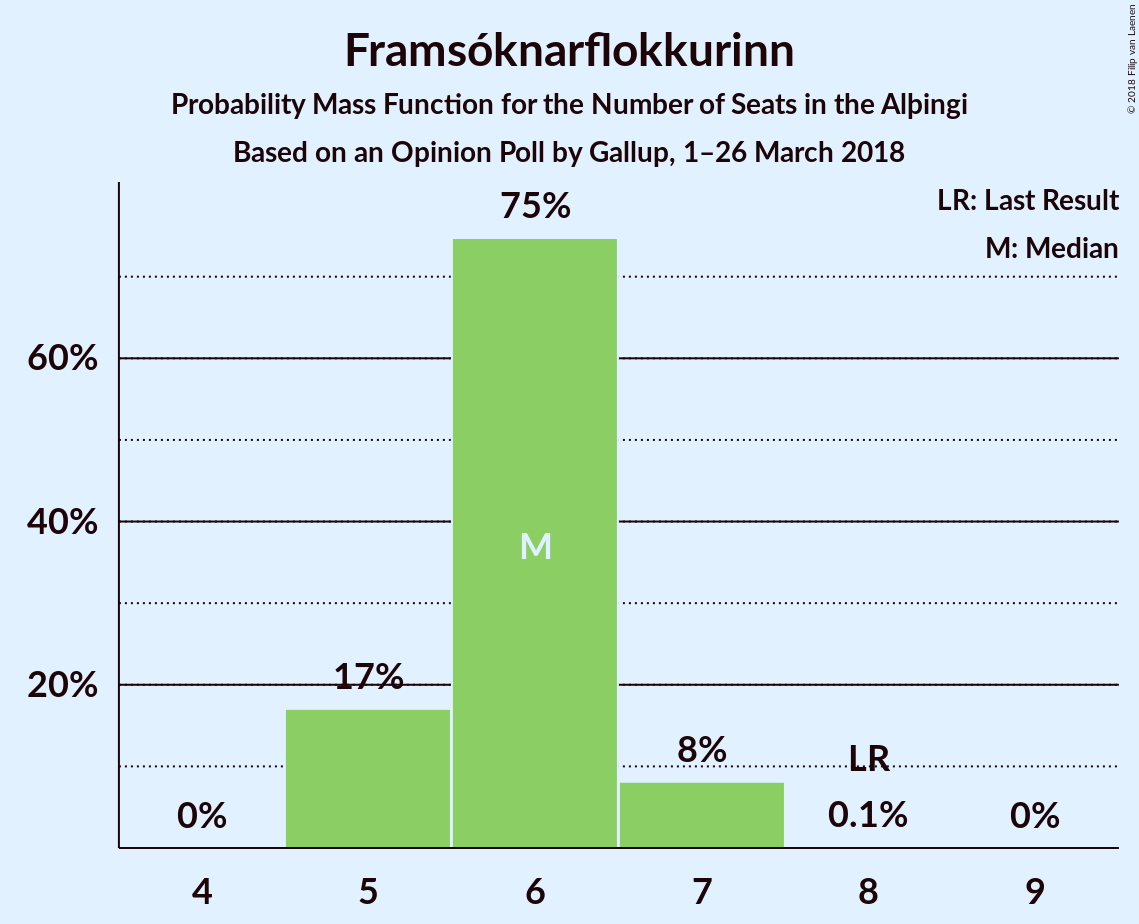 Framsóknarflokkurinn
Probability Mass Function for the Number of Seats in the Alþingi
Based on an Opinion Poll by Gallup, 1–26 March 2018
© 2018 Filip van Laenen
LR: Last Result
M: Median
75%
60%
40%
M
20%
17%
8%
LR
0%
0.1%
0%
4 5 6 7 8 9